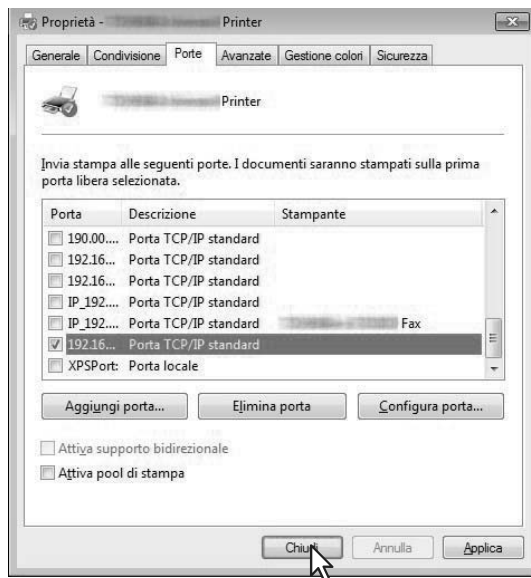 Proprietà - Printer
Generale Condivisione Porte Avanzate Gestione colori Sicurezza
Printer
Invia stampa alle seguenti porte. I documenti saranno stampati sulla prima
porta libera selezionata.
Porta Descrizione Stampante
190.00.... Porta TCP/IP standard
192.16... Porta TCP/IP standard
192.16... Porta TCP/IP standard
IP_192.... Porta TCP/IP standard
IP_192.... Porta TCP/IP standard Fax
192.16... Porta TCP/IP standard
XPSPort: Porta locale
Aggiungi porta... Elimina porta Configura porta...
Attiva supporto bidirezionale
Attiva pool di stampa
Chiudi Annulla Applica